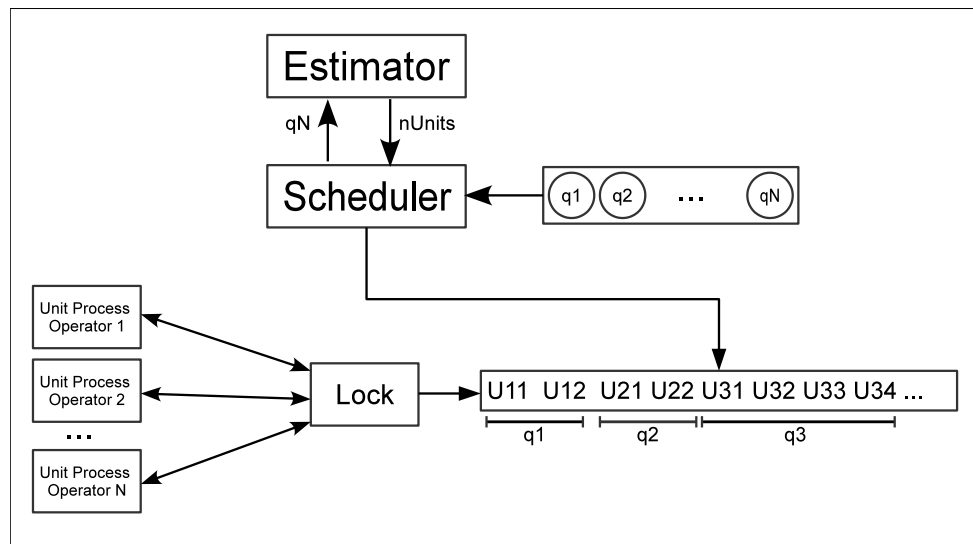 Estimator
qN nUnits
Scheduler
q1 q2 ... qN
Unit Process
Operator 1
Unit Process
Operator 2
...
Unit Process
Operator N
Lock
U11 U12 U21 U22 U31 U32 U33 U34 ...
q1 q2 q3